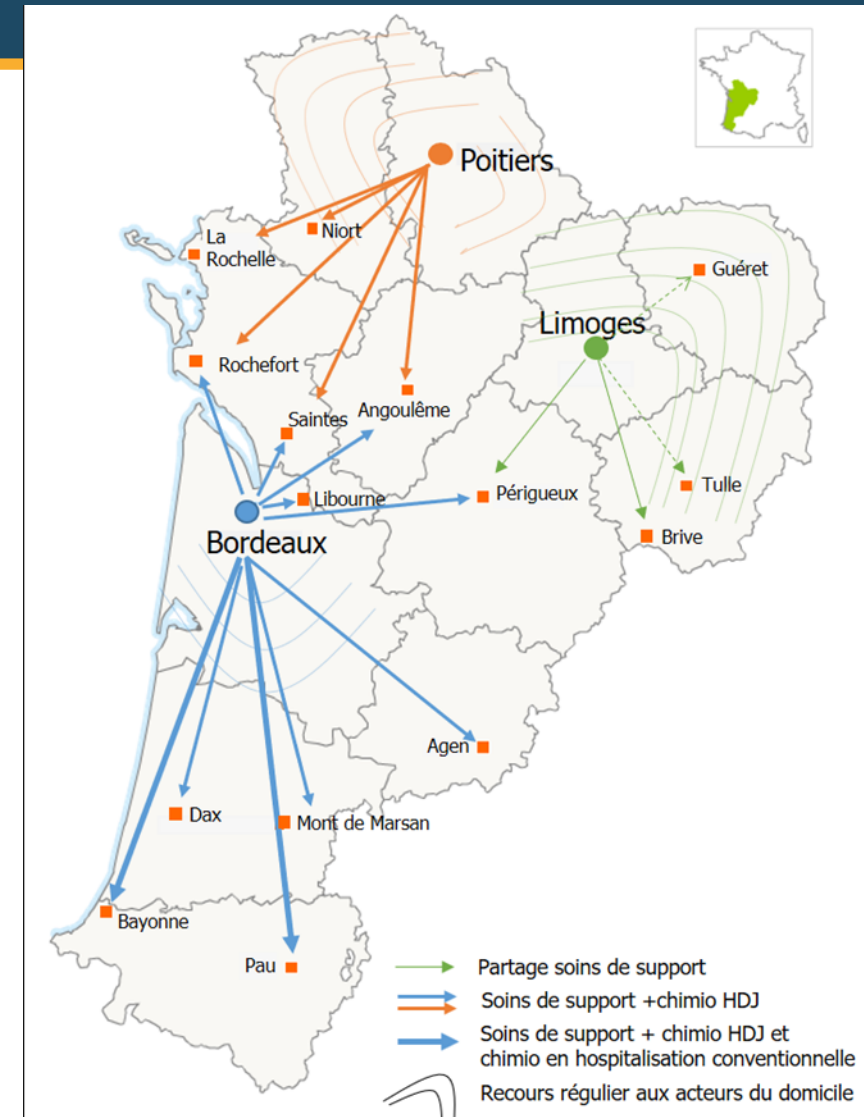 Poitiers
Niort
La
Rochelle
Guéret
Limoges
Rochefort
Angoulême
Saintes
Périgueux
Tulle
Libourne
Brive
Bordeaux
Agen
Dax
Mont de Marsan
Bayonne
Pau
Partage soins de support
Soins de support +chimio HDJ
Soins de support + chimio HDJ et
chimio en hospitalisation conventionnelle
Recours régulier aux acteurs du domicile